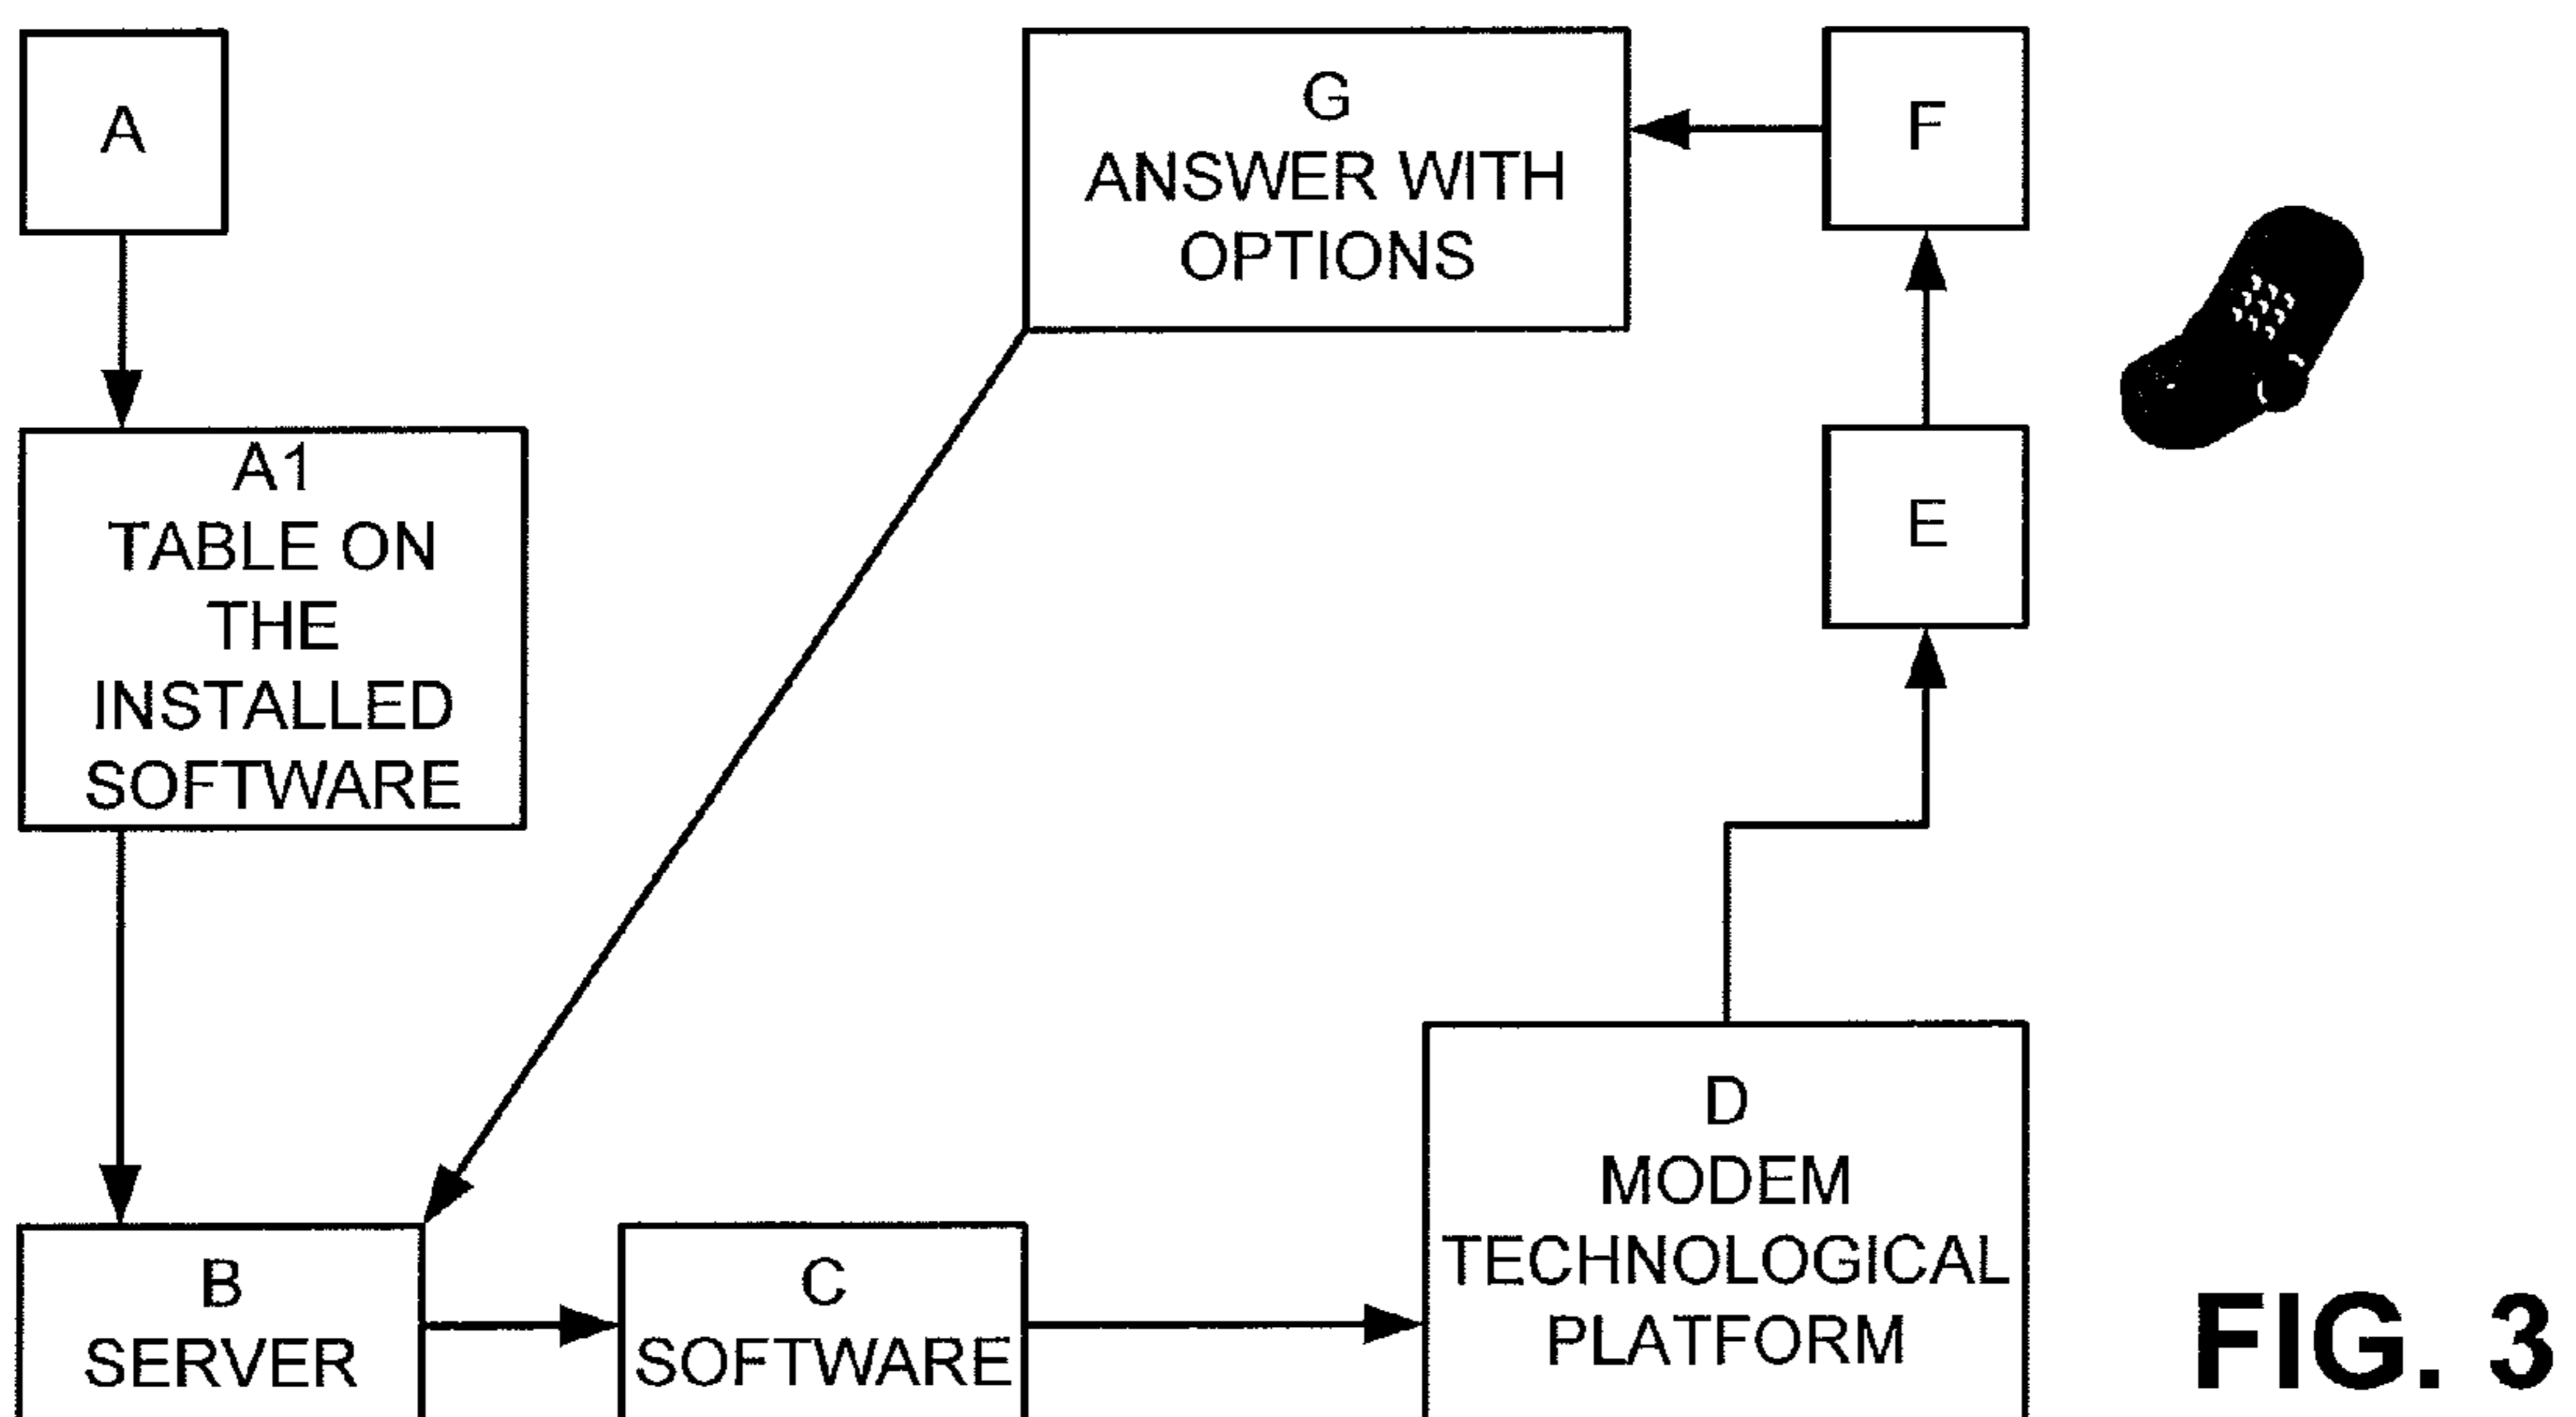 A
G
ANSWER WITH
OPTIONS
F
A1
TABLE ON
THE
INSTALLED
SOFTWARE
E
B
SERVER
C
SOFTWARE
D
MODEM
TECHNOLOGICAL
PLATFORM
FIG. 3